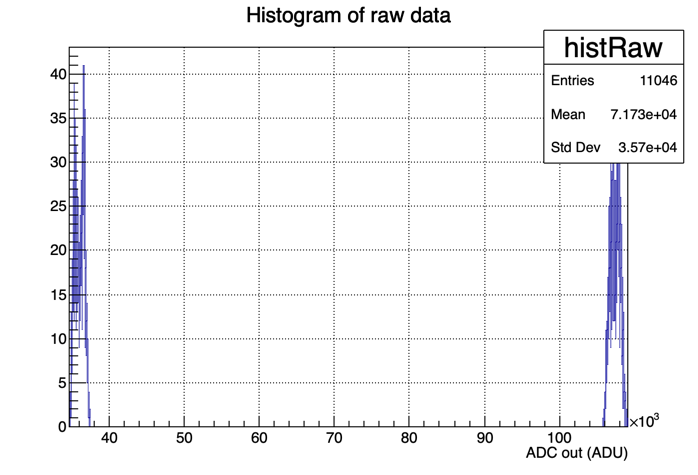 Histogram of raw data
histRaw
Entries 11046
Mean 7.173e+04
Std Dev 3.57e+04
40
35
30
25
20
15
10
5
0
40 50 60 70 80 90 100
×10³
ADC out (ADU)